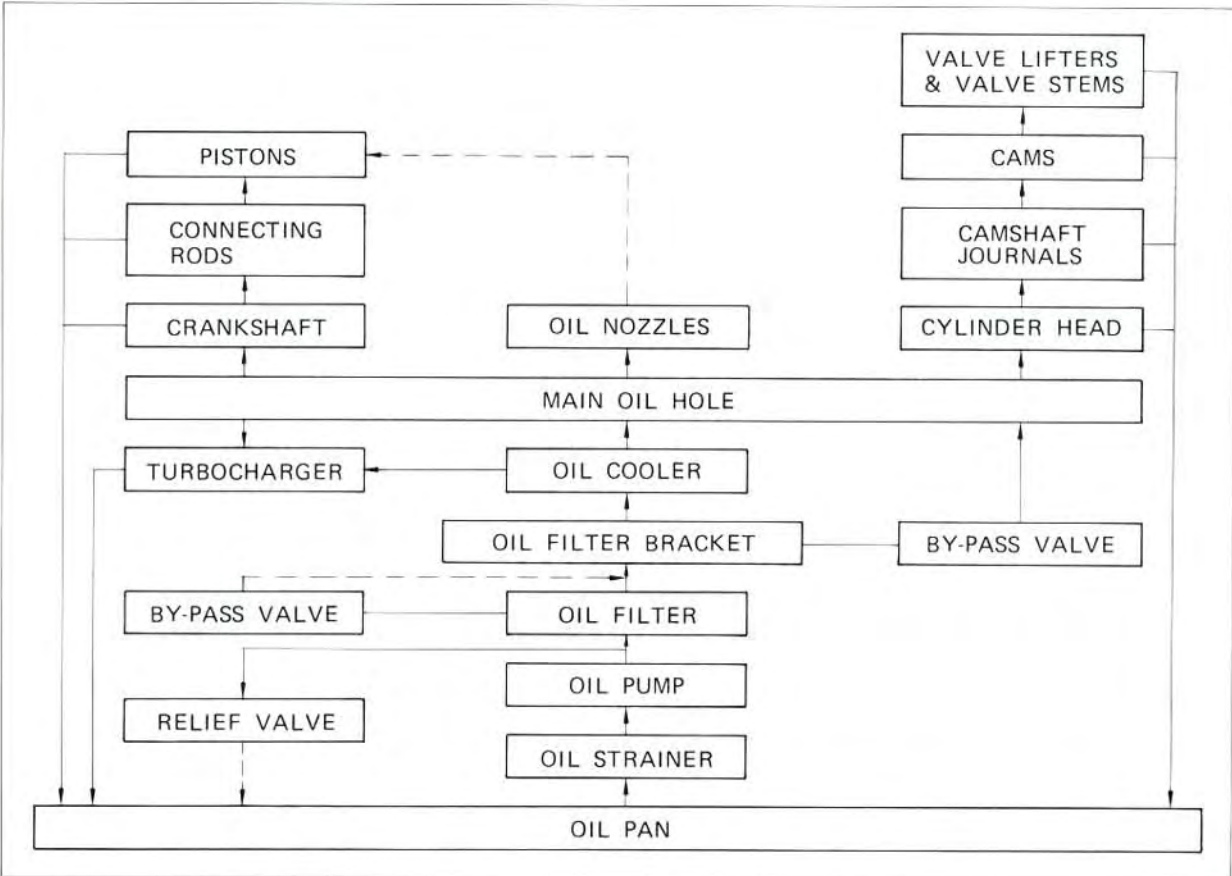 VALVE LIFTERS
& VALVE STEMS
PISTONS
CAMS
CONNECTING
RODS
CAMSHAFT
JOURNALS
CRANKSHAFT
OIL NOZZLES
CYLINDER HEAD
MAIN OIL HOLE
TURBOCHARGER
OIL COOLER
OIL FILTER BRACKET
BY-PASS VALVE
BY-PASS VALVE
OIL FILTER
OIL PUMP
RELIEF VALVE
OIL STRAINER
OIL PAN